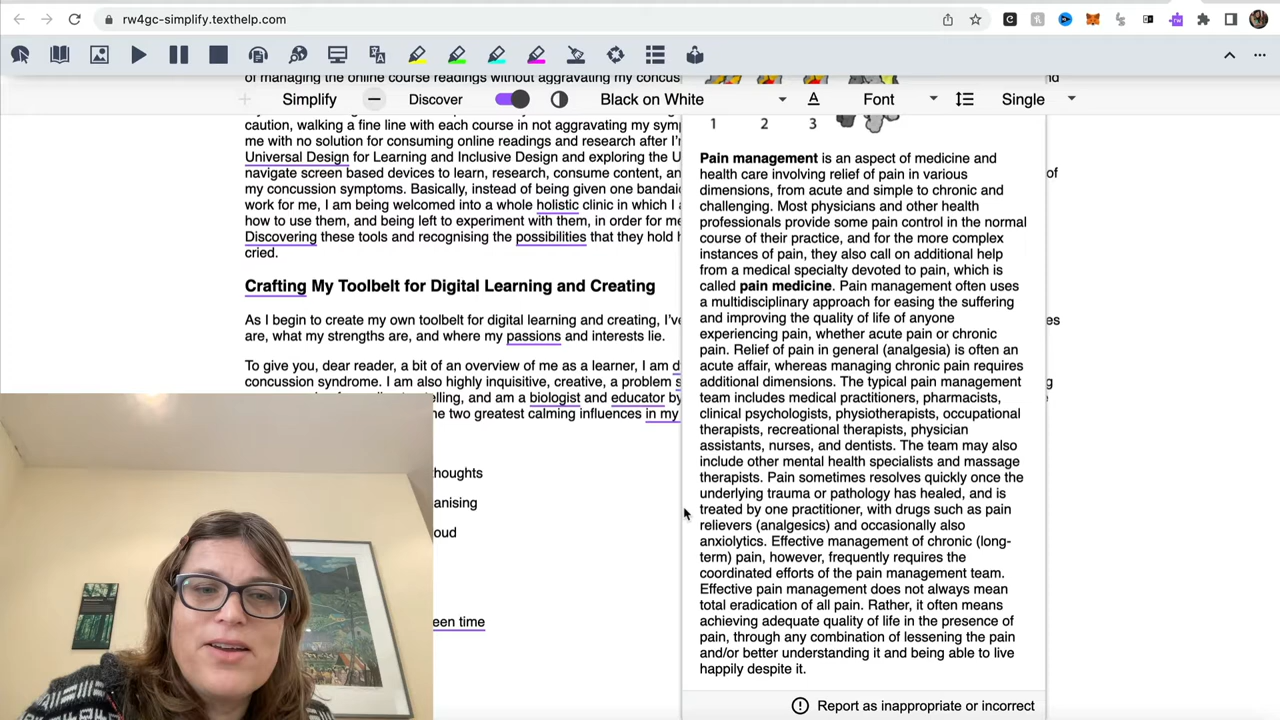 rw4gc-simplify.texthelp.com
of managing the online course readings without aggravating my concus
Simplify
Discover
Black on White
Font
Single
caution, walking a fine line with each course in not aggravating my symp
me with no solution for consuming online readings and research after I'
Universal Design for Learning and Inclusive Design and exploring the U
navigate screen based devices to learn, research, consume content, an
of
my concussion symptoms. Basically, instead of being given one bandaid
work for me, I am being welcomed into a whole holistic clinic in which I
how to use them, and being left to experiment with them, in order for me
Discovering these tools and recognising the possibilities that they hold
cried.
Crafting My Toolbelt for Digital Learning and Creating
As I begin to create my own toolbelt for digital learning and creating, I've
es
are, what my strengths are, and where my passions and interests lie.
To give you, dear reader, a bit of an overview of me as a learner, I am d
concussion syndrome. I am also highly inquisitive, creative, a problem s
elling, and am a biologist and educator by
e two greatest calming influences in my
houghts
anising
oud
een time
1 2 3
Pain management is an aspect of medicine and
health care involving relief of pain in various
dimensions, from acute and simple to chronic and
challenging. Most physicians and other health
professionals provide some pain control in the normal
course of their practice, and for the more complex
instances of pain, they also call on additional help
from a medical specialty devoted to pain, which is
called pain medicine. Pain management often uses
a multidisciplinary approach for easing the suffering
and improving the quality of life of anyone
experiencing pain, whether acute pain or chronic
pain. Relief of pain in general (analgesia) is often an
acute affair, whereas managing chronic pain requires
additional dimensions. The typical pain management
team includes medical practitioners, pharmacists,
clinical psychologists, physiotherapists, occupational
therapists, recreational therapists, physician
assistants, nurses, and dentists. The team may also
include other mental health specialists and massage
therapists. Pain sometimes resolves quickly once the
underlying trauma or pathology has healed, and is
treated by one practitioner, with drugs such as pain
relievers (analgesics) and occasionally also
anxiolytics. Effective management of chronic (long-
term) pain, however, frequently requires the
coordinated efforts of the pain management team.
Effective pain management does not always mean
total eradication of all pain. Rather, it often means
achieving adequate quality of life in the presence of
pain, through any combination of lessening the pain
and/or better understanding it and being able to live
happily despite it.
Report as inappropriate or incorrect